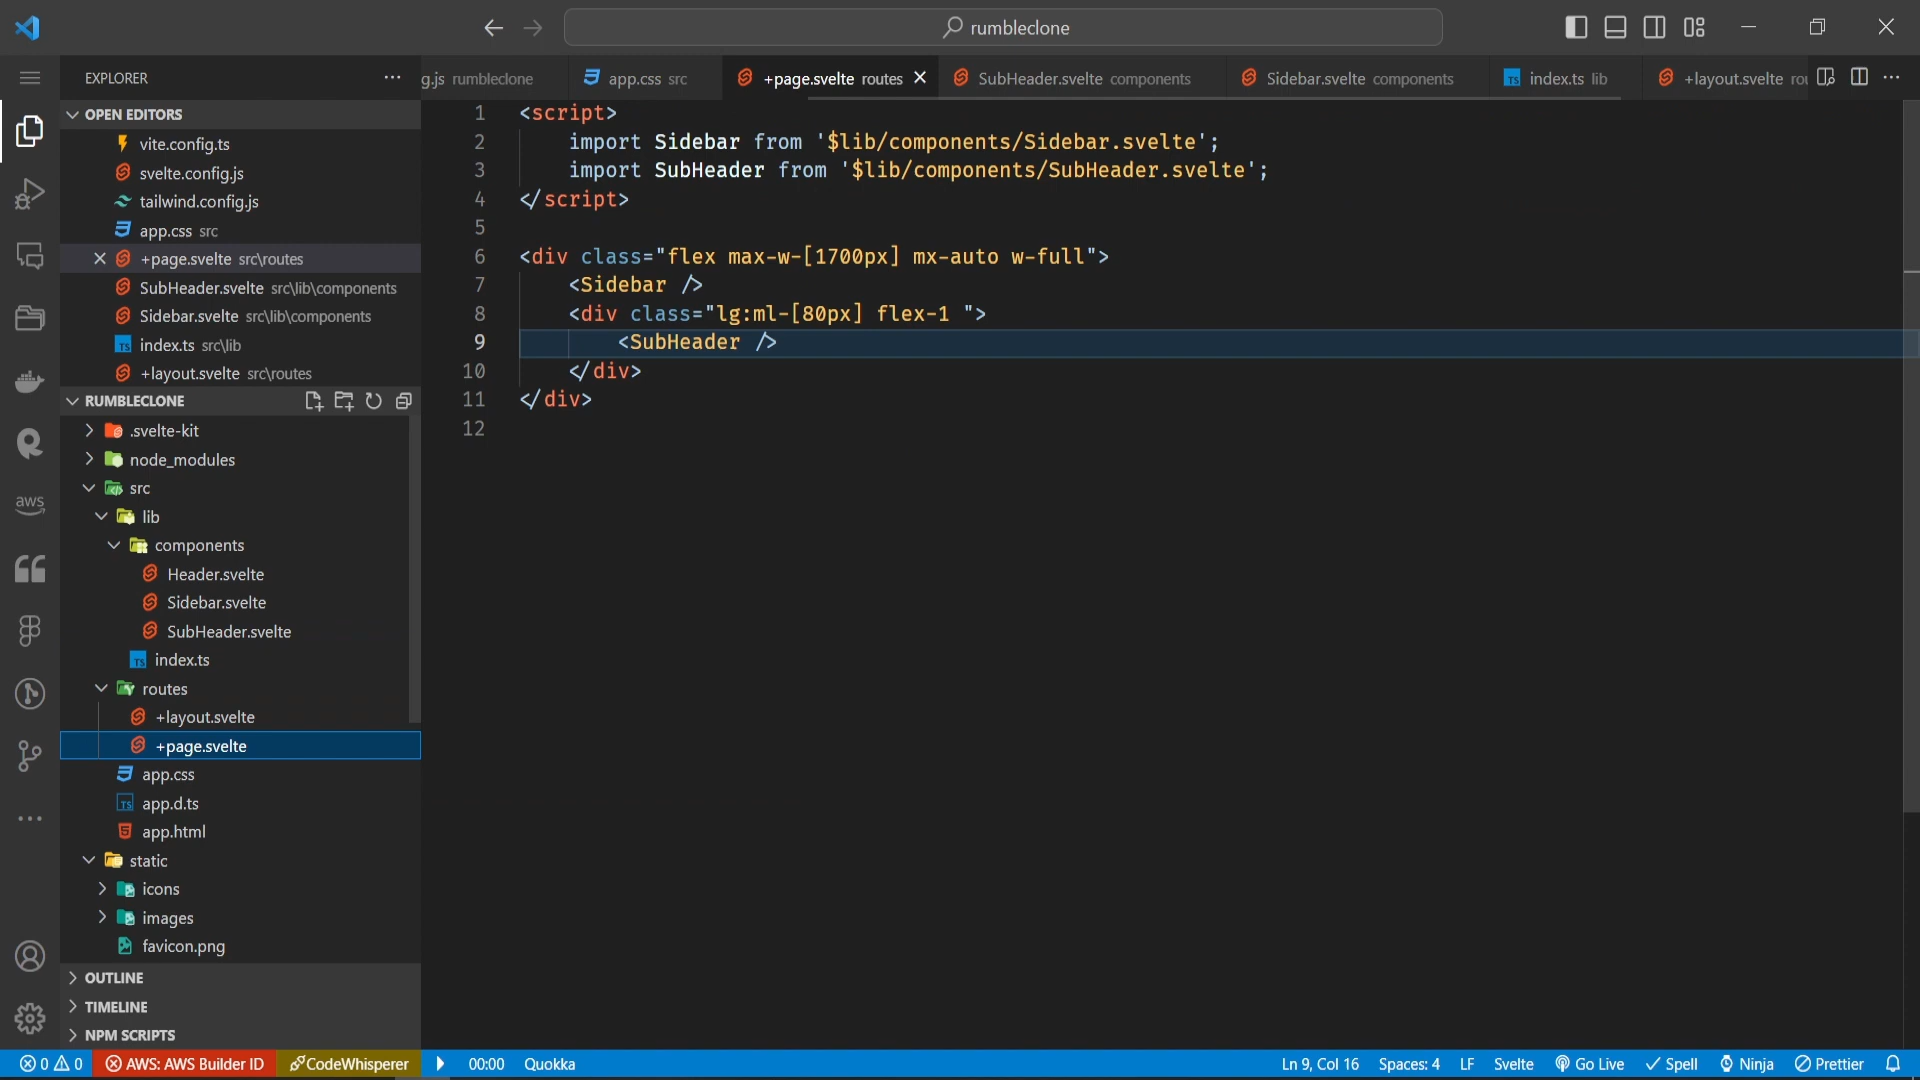 rumbleclone
EXPLORER
OPEN EDITORS
vite.config.ts
svelte.config.js
tailwind.config.js
app.css src
+page.svelte src\routes
SubHeader.svelte src\lib\components
Sidebar.svelte src\lib\components
index.ts src\lib
+layout.svelte src\routes
RUMBLECLONE
.svelte-kit
node_modules
src
lib
components
Header.svelte
Sidebar.svelte
SubHeader.svelte
index.ts
routes
+layout.svelte
+page.svelte
app.css
app.d.ts
app.html
static
icons
images
favicon.png
OUTLINE
TIMELINE
NPM SCRIPTS
aws
g.js rumbleclone
app.css src
+page.svelte routes
SubHeader.svelte components
Sidebar.svelte components
index.ts lib
+layout.svelte rou
1 <script>
2 import Sidebar from '$lib/components/Sidebar.svelte';
3 import SubHeader from '$lib/components/SubHeader.svelte';
4 </script>
5
6 <div class="flex max-w-[1700px] mx-auto w-full">
7 <Sidebar />
8 <div class="lg:ml-[80px] flex-1 ">
9 <SubHeader />
10 </div>
11 </div>
12
0 0 AWS: AWS Builder ID CodeWhisperer 00:00 Quokka Ln 9, Col 16 Spaces: 4 LF Svelte Go Live Spell Ninja Prettier